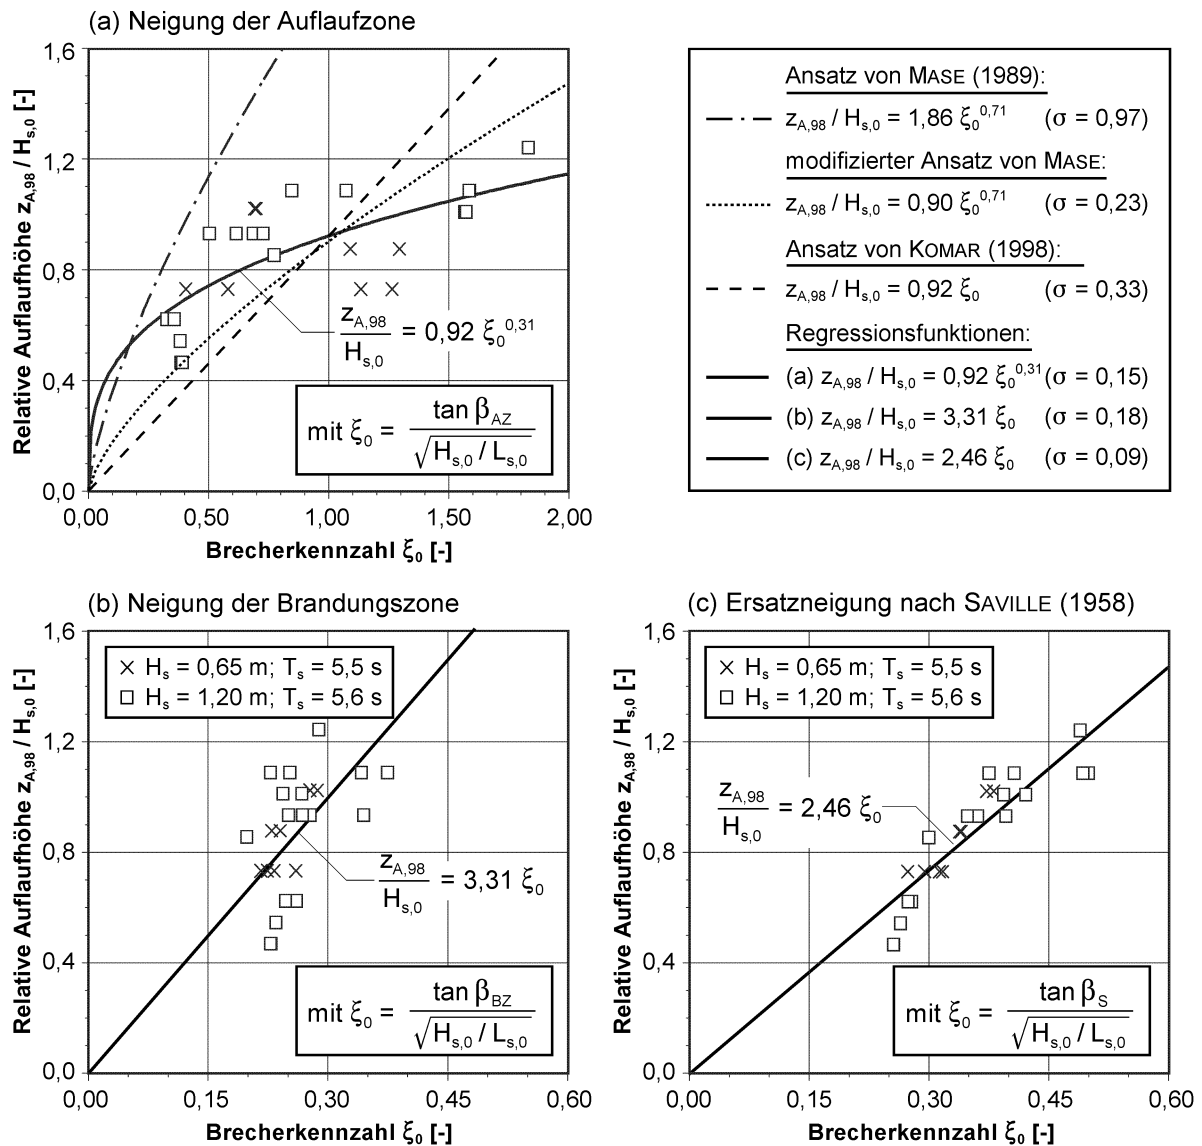 (a) Neigung der Auflaufzone
Relative Auflaufhöhe z_A,98 / H_s,0 [-]
1,6
1,2
0,8
0,4
0,0
0,00 0,50 1,00 1,50 2,00
Brecherkennzahl ξ_0 [-]
z_A,98 / H_s,0 = 0,92 ξ_0^0,31
mit ξ_0 = tan β_AZ / √(H_s,0 / L_s,0)
Ansatz von MASE (1989):
z_A,98 / H_s,0 = 1,86 ξ_0^0,71 (σ = 0,97)
modifizierter Ansatz von MASE:
z_A,98 / H_s,0 = 0,90 ξ_0^0,71 (σ = 0,23)
Ansatz von KOMAR (1998):
z_A,98 / H_s,0 = 0,92 ξ_0 (σ = 0,33)
Regressionsfunktionen:
(a) z_A,98 / H_s,0 = 0,92 ξ_0^0,31 (σ = 0,15)
(b) z_A,98 / H_s,0 = 3,31 ξ_0 (σ = 0,18)
(c) z_A,98 / H_s,0 = 2,46 ξ_0 (σ = 0,09)
(b) Neigung der Brandungszone
Relative Auflaufhöhe z_A,98 / H_s,0 [-]
1,6
1,2
0,8
0,4
0,0
H_s = 0,65 m; T_s = 5,5 s
H_s = 1,20 m; T_s = 5,6 s
z_A,98 / H_s,0 = 3,31 ξ_0
mit ξ_0 = tan β_BZ / √(H_s,0 / L_s,0)
0,00 0,15 0,30 0,45 0,60
Brecherkennzahl ξ_0 [-]
(c) Ersatzneigung nach SAVILLE (1958)
Relative Auflaufhöhe z_A,98 / H_s,0 [-]
1,6
1,2
0,8
0,4
0,0
H_s = 0,65 m; T_s = 5,5 s
H_s = 1,20 m; T_s = 5,6 s
z_A,98 / H_s,0 = 2,46 ξ_0
mit ξ_0 = tan β_S / √(H_s,0 / L_s,0)
0,00 0,15 0,30 0,45 0,60
Brecherkennzahl ξ_0 [-]